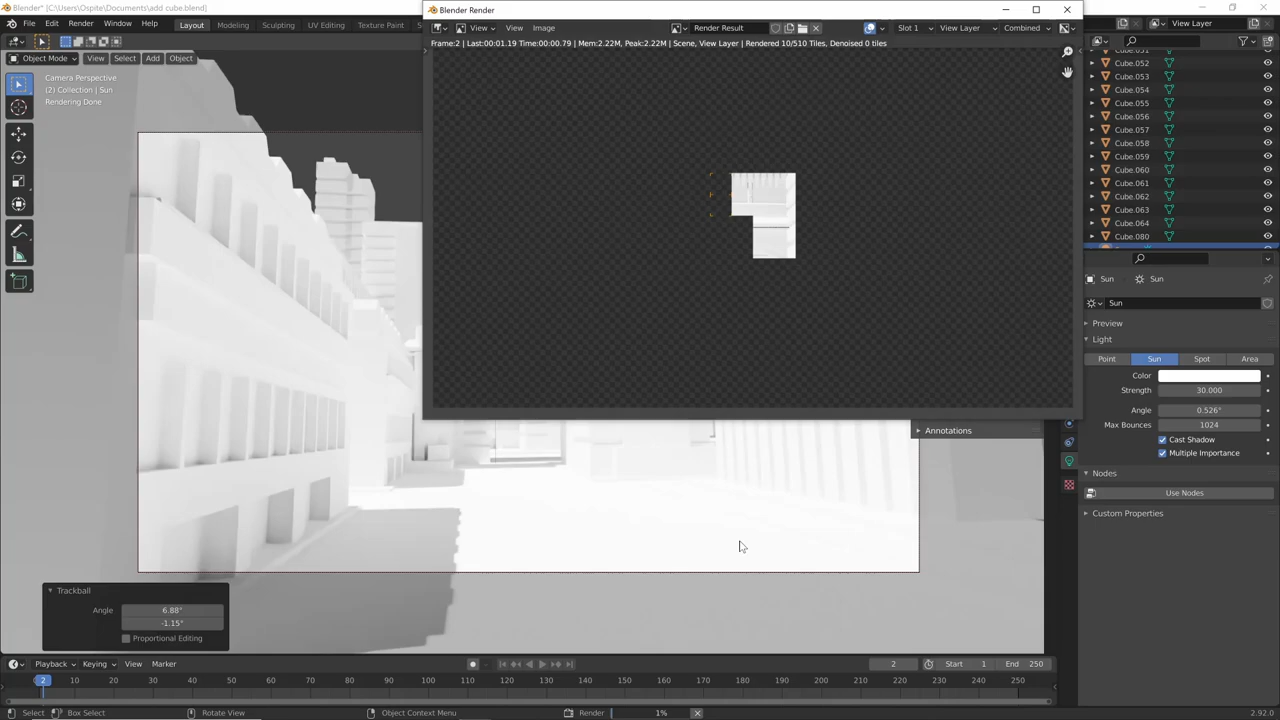 Blender* [C:\Users\Ospita\Documents\add cube.blend]
File Edit Render Window Help Layout Modeling Sculpting UV Editing Texture Paint
View Layer
Object Mode View Select Add Object
Camera Perspective
(2) Collection | Sun
Rendering Done
Blender Render
View View Image Render Result Slot 1 View Layer Combined
Frame:2 | Last:00:01.19 Time:00:00.79 | Mem:2.22M, Peak:2.22M | Scene, View Layer | Rendered 10/510 Tiles, Denoised 0 tiles
Cube.051
Cube.052
Cube.053
Cube.054
Cube.055
Cube.056
Cube.057
Cube.058
Cube.059
Cube.060
Cube.061
Cube.062
Cube.063
Cube.064
Cube.080
Sun Sun
Sun
Preview
Light
Point Sun Spot Area
Color
Strength 30.000
Angle 0.526°
Max Bounces 1024
Cast Shadow
Multiple Importance
Nodes
Use Nodes
Custom Properties
Annotations
Trackball
Angle 6.88°
-1.15°
Proportional Editing
Playback Keying View Marker 2 Start 1 End 250
2 10 20 30 40 50 60 70 80 90 100 110 120 130 140 150 160 170 180 190 200 210 220 230 240 250
Select Box Select Rotate View Object Context Menu Render 1% 2.92.0